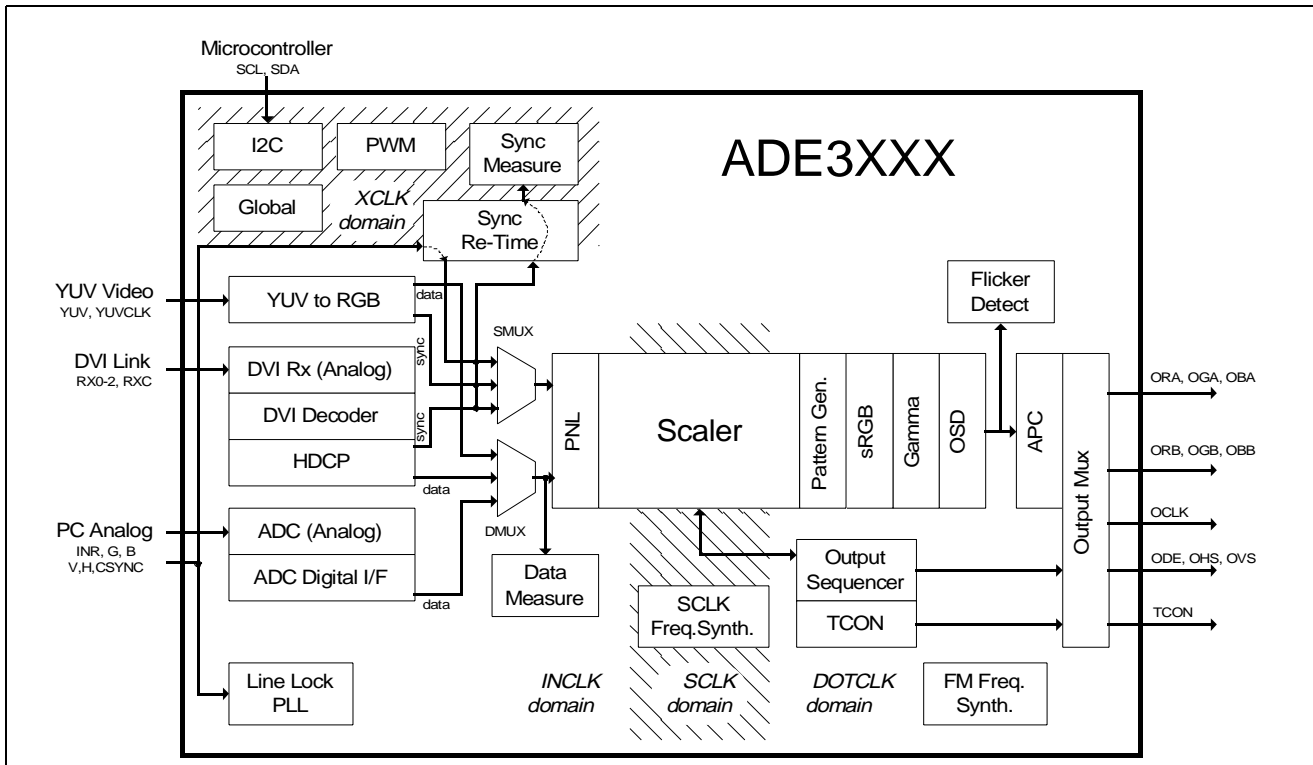 Microcontroller
SCL, SDA
I2C
PWM
Sync
Measure
ADE3XXX
Global
XCLK
domain
Sync
Re-Time
YUV Video
YUV, YUVCLK
YUV to RGB
data
sync
SMUX
Flicker
Detect
DVI Link
RX0-2, RXC
DVI Rx (Analog)
DVI Decoder
HDCP
sync
data
DMUX
PNL
Scaler
Pattern Gen.
sRGB
Gamma
OSD
APC
Output Mux
ORA, OGA, OBA
ORB, OGB, OBB
OCLK
ODE, OHS, OVS
TCON
PC Analog
INR, G, B
V,H,CSYNC
ADC (Analog)
ADC Digital I/F
data
Data
Measure
SCLK
Freq.Synth.
Output
Sequencer
TCON
Line Lock
PLL
INCLK
domain
SCLK
domain
DOTCLK
domain
FM Freq.
Synth.